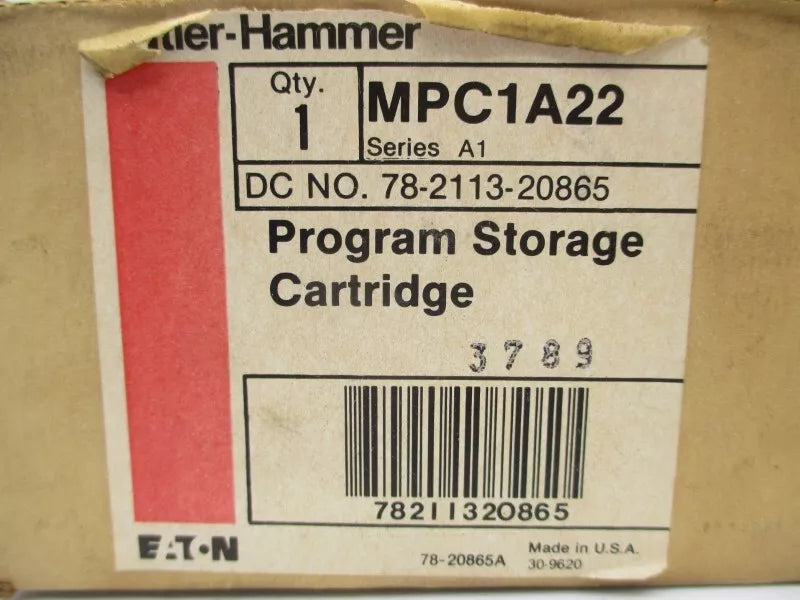 tler-Hammer
Qty.
1
MPC1A22
Series A1
DC NO. 78-2113-20865
Program Storage
Cartridge
3789
78211320865
EATON
78-20865A
Made in U.S.A.
30-9620